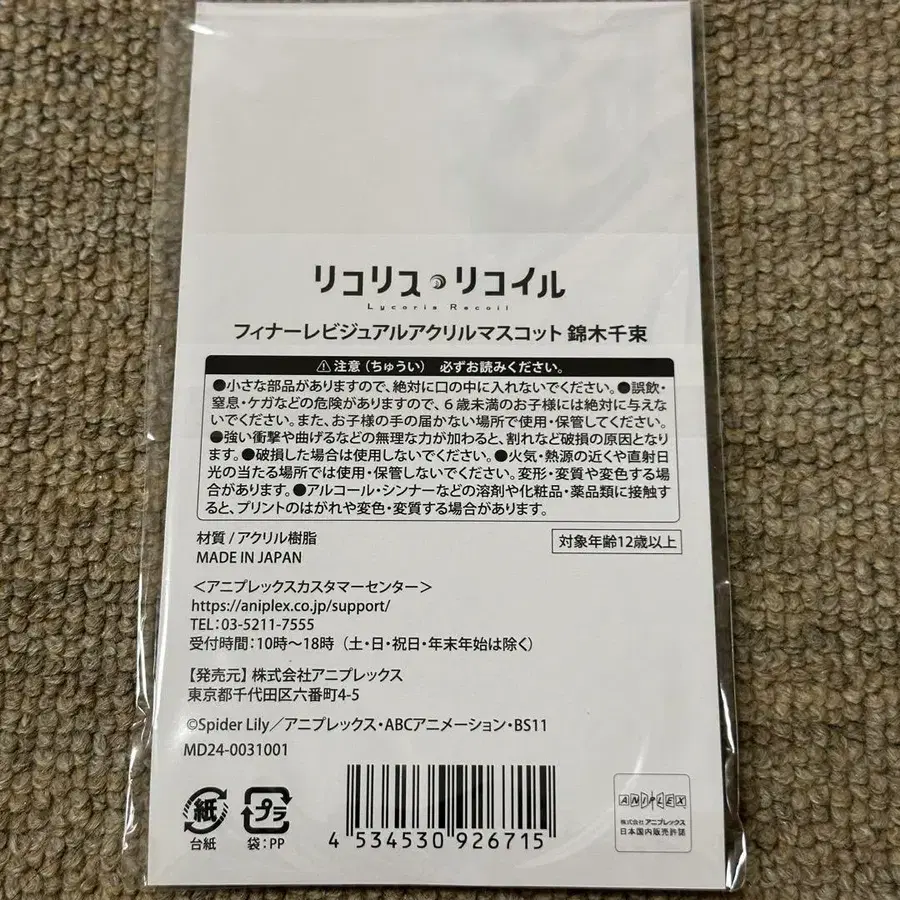 リコリス・リコイル
Lycoris Recoil
フィナーレビジュアルアクリルマスコット 錦木千束
⚠注意（ちゅうい） 必ずお読みください。
●小さな部品がありますので、絶対に口の中に入れないでください。●誤飲・
窒息・ケガなどの危険がありますので、6歳未満のお子様には絶対に与えな
いでください。また、お子様の手の届かない場所で使用・保管してください。
●強い衝撃や曲げるなどの無理な力が加わると、割れなど破損の原因となり
ます。●破損した場合は使用しないでください。●火気・熱源の近くや直射日
光の当たる場所では使用・保管しないでください。変形・変質や変色する場
合があります。●アルコール・シンナーなどの溶剤や化粧品・薬品類に接触す
ると、プリントのはがれや変色・変質する場合があります。
材質 / アクリル樹脂
対象年齢12歳以上
MADE IN JAPAN
＜アニプレックスカスタマーセンター＞
https://aniplex.co.jp/support/
TEL：03-5211-7555
受付時間：10時～18時（土・日・祝日・年末年始は除く）
【発売元】株式会社アニプレックス
東京都千代田区六番町4-5
©Spider Lily／アニプレックス・ABCアニメーション・BS11
MD24-0031001
紙
台紙
プラ
袋：PP
4 534530 926715
ANIPLEX
株式会社アニプレックス
日本国内販売許諾